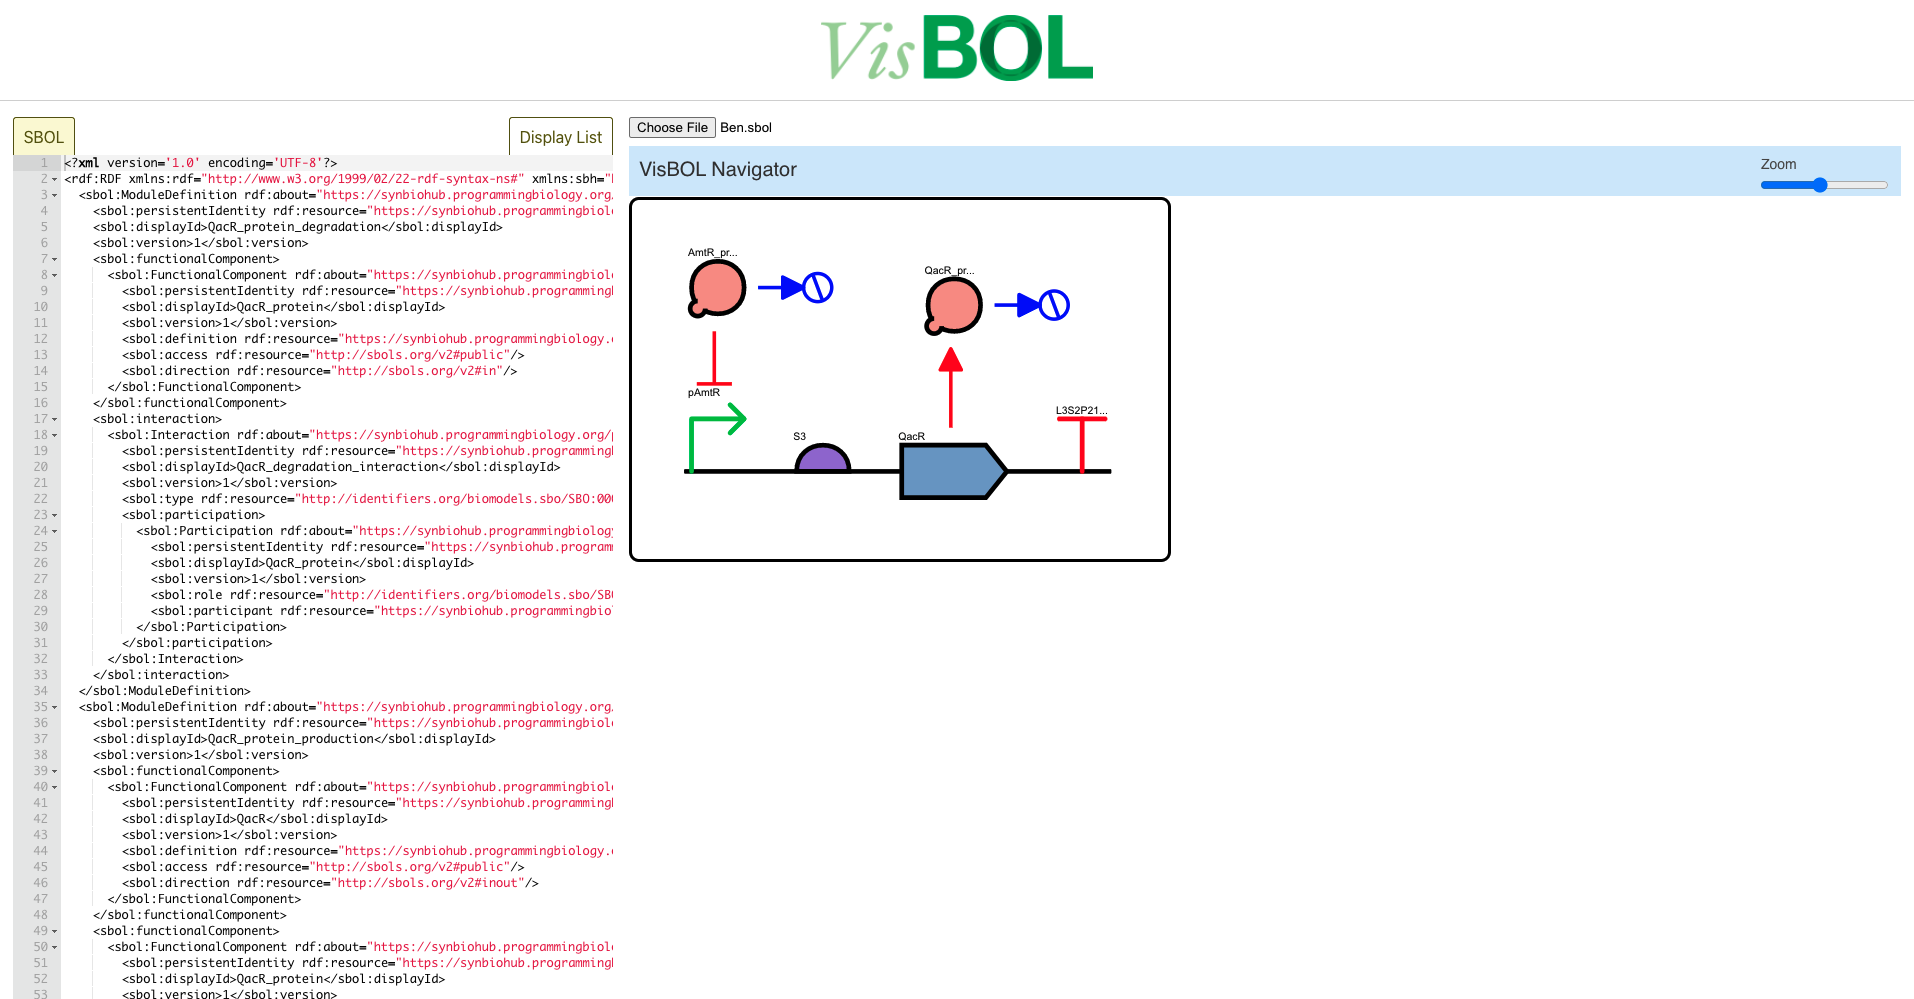 VisBOL
SBOL
Display List
Choose File Ben.sbol
VisBOL Navigator
Zoom
1 <?xml version='1.0' encoding='UTF-8'?>
2 <rdf:RDF xmlns:rdf="http://www.w3.org/1999/02/22-rdf-syntax-ns#" xmlns:sbh="
3 <sbol:ModuleDefinition rdf:about="https://synbiohub.programmingbiology.org
4 <sbol:persistentIdentity rdf:resource="https://synbiohub.programmingbiol
5 <sbol:displayId>QacR_protein_degradation</sbol:displayId>
6 <sbol:version>1</sbol:version>
7 <sbol:functionalComponent>
8 <sbol:FunctionalComponent rdf:about="https://synbiohub.programmingbiol
9 <sbol:persistentIdentity rdf:resource="https://synbiohub.programming
10 <sbol:displayId>QacR_protein</sbol:displayId>
11 <sbol:version>1</sbol:version>
12 <sbol:definition rdf:resource="https://synbiohub.programmingbiology.
13 <sbol:access rdf:resource="http://sbols.org/v2#public"/>
14 <sbol:direction rdf:resource="http://sbols.org/v2#in"/>
15 </sbol:FunctionalComponent>
16 </sbol:functionalComponent>
17 <sbol:interaction>
18 <sbol:Interaction rdf:about="https://synbiohub.programmingbiology.org/
19 <sbol:persistentIdentity rdf:resource="https://synbiohub.programming
20 <sbol:displayId>QacR_degradation_interaction</sbol:displayId>
21 <sbol:version>1</sbol:version>
22 <sbol:type rdf:resource="http://identifiers.org/biomodels.sbo/SBO:00
23 <sbol:participation>
24 <sbol:Participation rdf:about="https://synbiohub.programmingbiology
25 <sbol:persistentIdentity rdf:resource="https://synbiohub.program
26 <sbol:displayId>QacR_protein</sbol:displayId>
27 <sbol:version>1</sbol:version>
28 <sbol:role rdf:resource="http://identifiers.org/biomodels.sbo/SB
29 <sbol:participant rdf:resource="https://synbiohub.programmingbio
30 </sbol:Participation>
31 </sbol:participation>
32 </sbol:Interaction>
33 </sbol:interaction>
34 </sbol:ModuleDefinition>
35 <sbol:ModuleDefinition rdf:about="https://synbiohub.programmingbiology.org
36 <sbol:persistentIdentity rdf:resource="https://synbiohub.programmingbiol
37 <sbol:displayId>QacR_protein_production</sbol:displayId>
38 <sbol:version>1</sbol:version>
39 <sbol:functionalComponent>
40 <sbol:FunctionalComponent rdf:about="https://synbiohub.programmingbiol
41 <sbol:persistentIdentity rdf:resource="https://synbiohub.programming
42 <sbol:displayId>QacR</sbol:displayId>
43 <sbol:version>1</sbol:version>
44 <sbol:definition rdf:resource="https://synbiohub.programmingbiology.
45 <sbol:access rdf:resource="http://sbols.org/v2#public"/>
46 <sbol:direction rdf:resource="http://sbols.org/v2#inout"/>
47 </sbol:FunctionalComponent>
48 </sbol:functionalComponent>
49 <sbol:functionalComponent>
50 <sbol:FunctionalComponent rdf:about="https://synbiohub.programmingbiol
51 <sbol:persistentIdentity rdf:resource="https://synbiohub.programming
52 <sbol:displayId>QacR_protein</sbol:displayId>
53 <sbol:version>1</sbol:version>
AmtR_pr...
QacR_pr...
pAmtR
L3S2P21...
S3
QacR